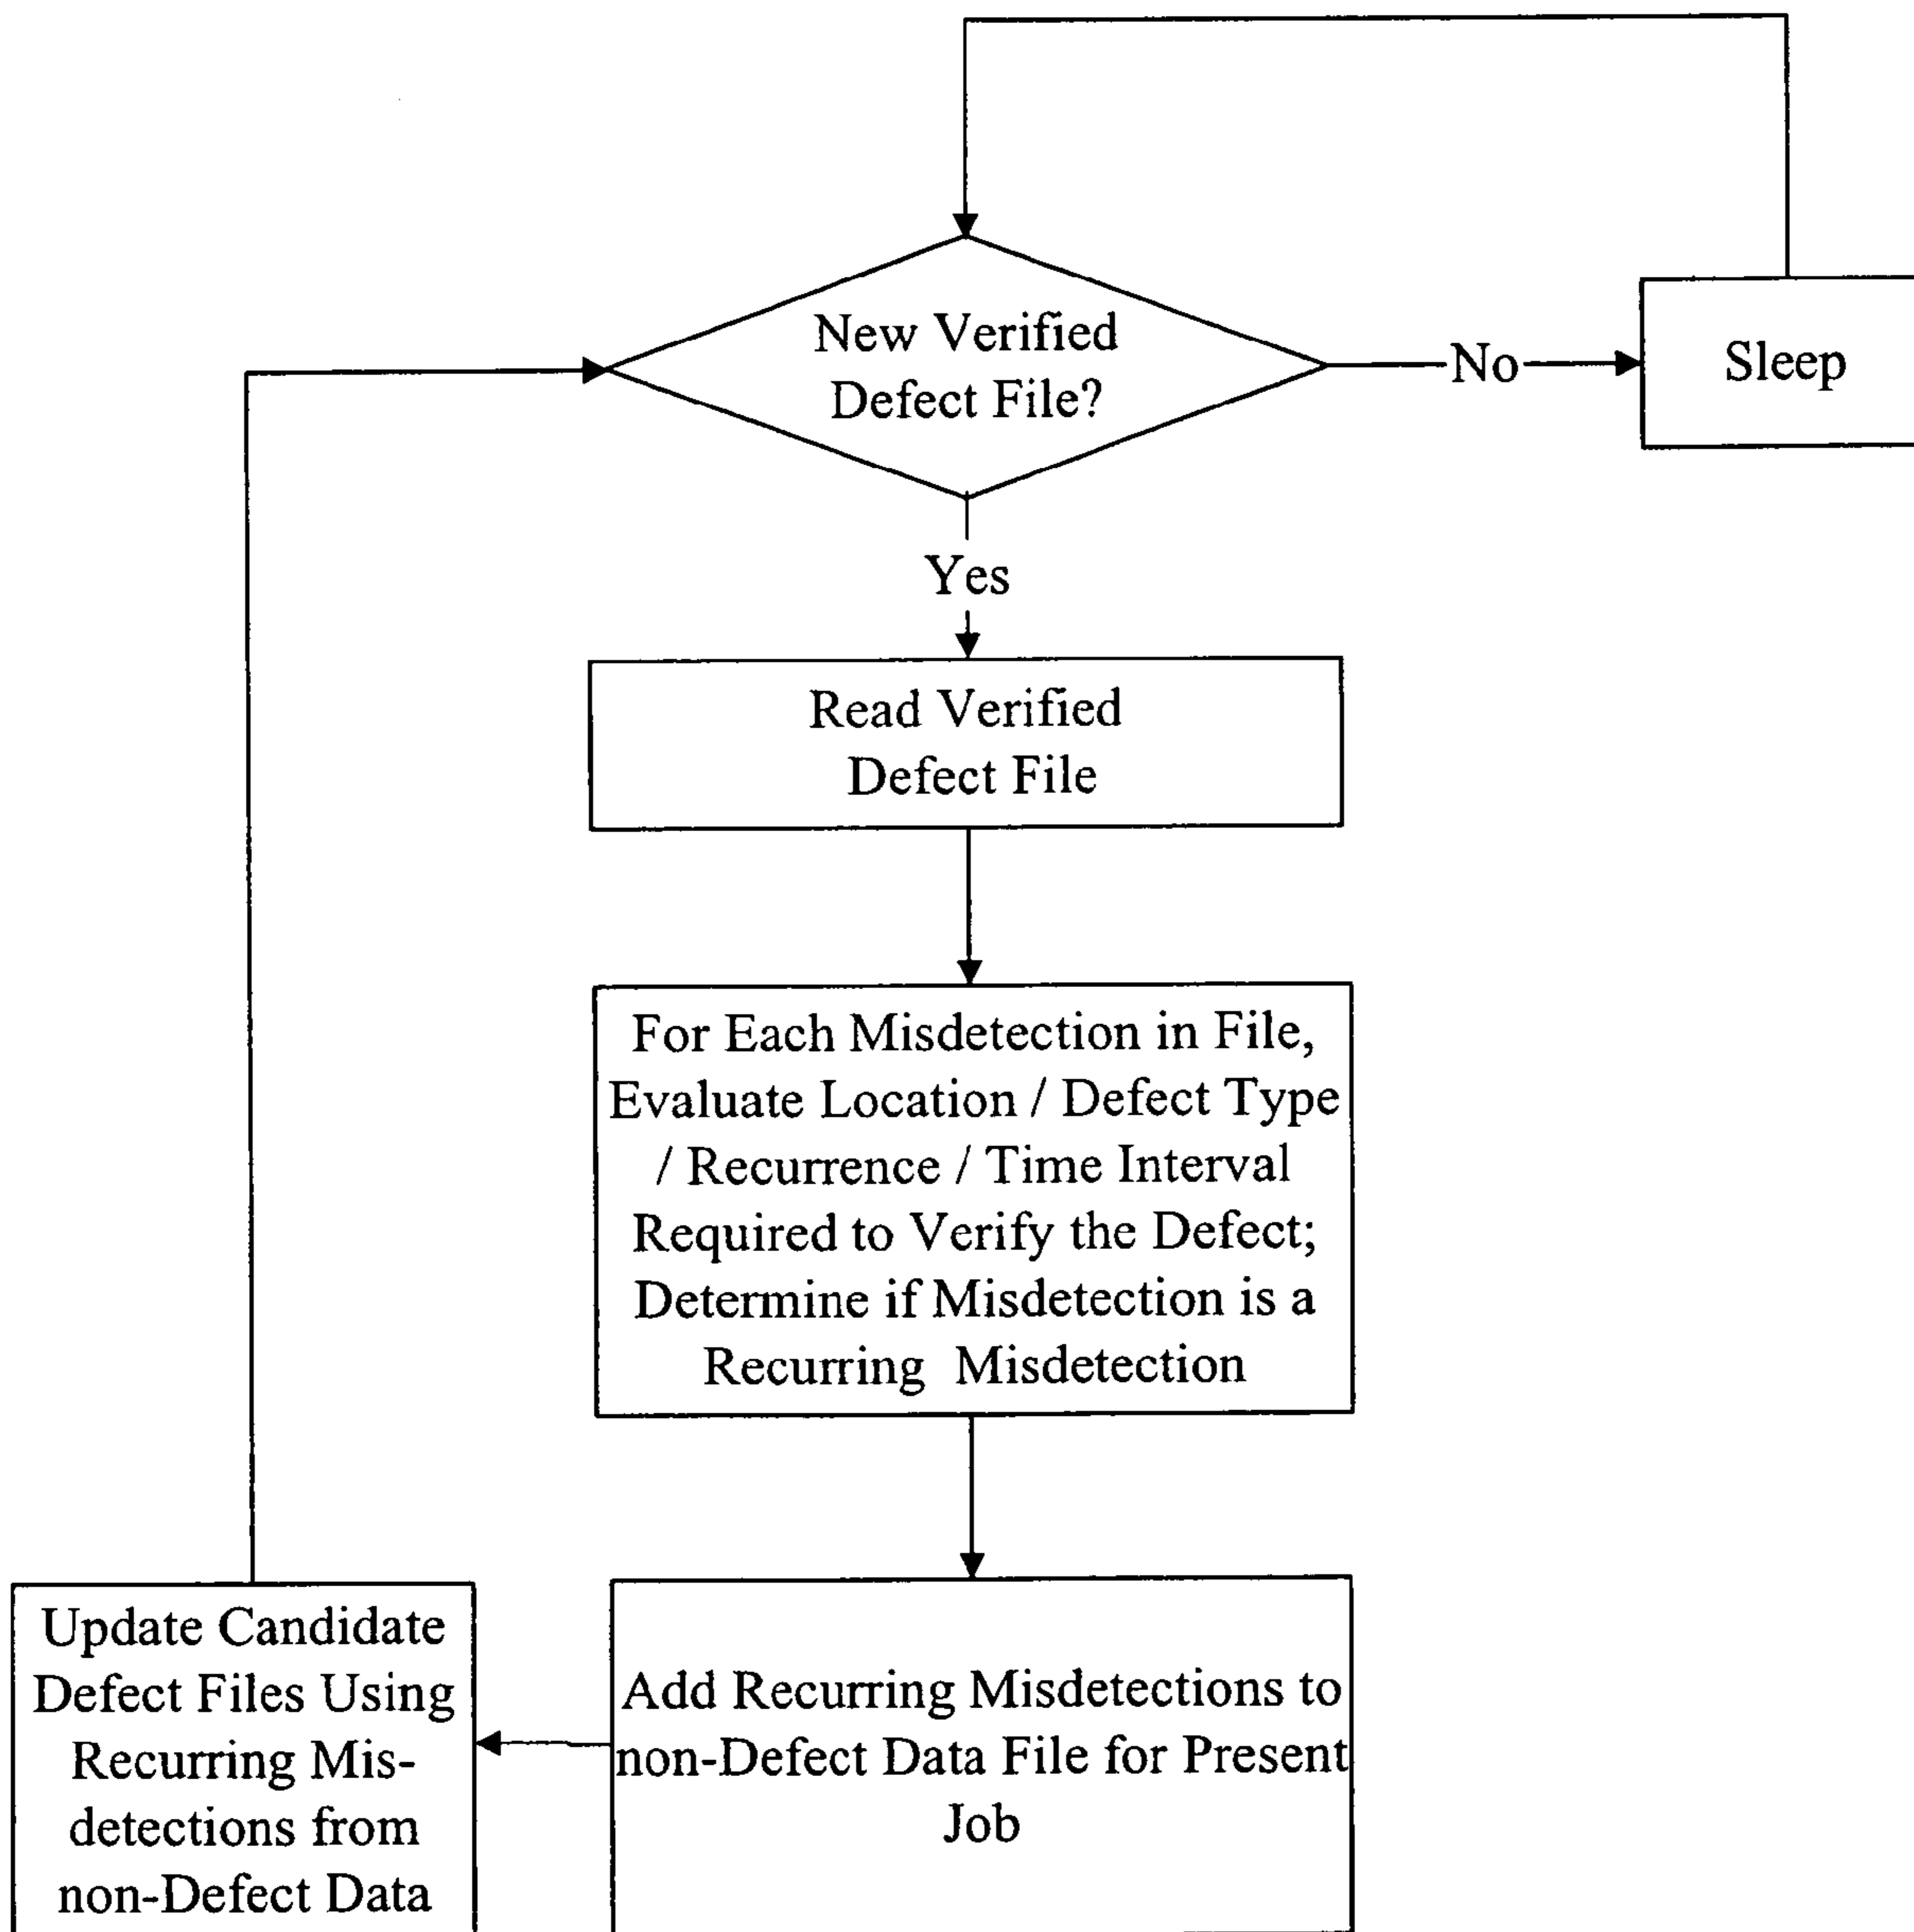 New Verified
Defect File?
No
Sleep
Yes
Read Verified
Defect File
For Each Misdetection in File,
Evaluate Location / Defect Type
/ Recurrence / Time Interval
Required to Verify the Defect;
Determine if Misdetection is a
Recurring Misdetection
Add Recurring Misdetections to
non-Defect Data File for Present
Job
Update Candidate
Defect Files Using
Recurring Mis-
detections from
non-Defect Data